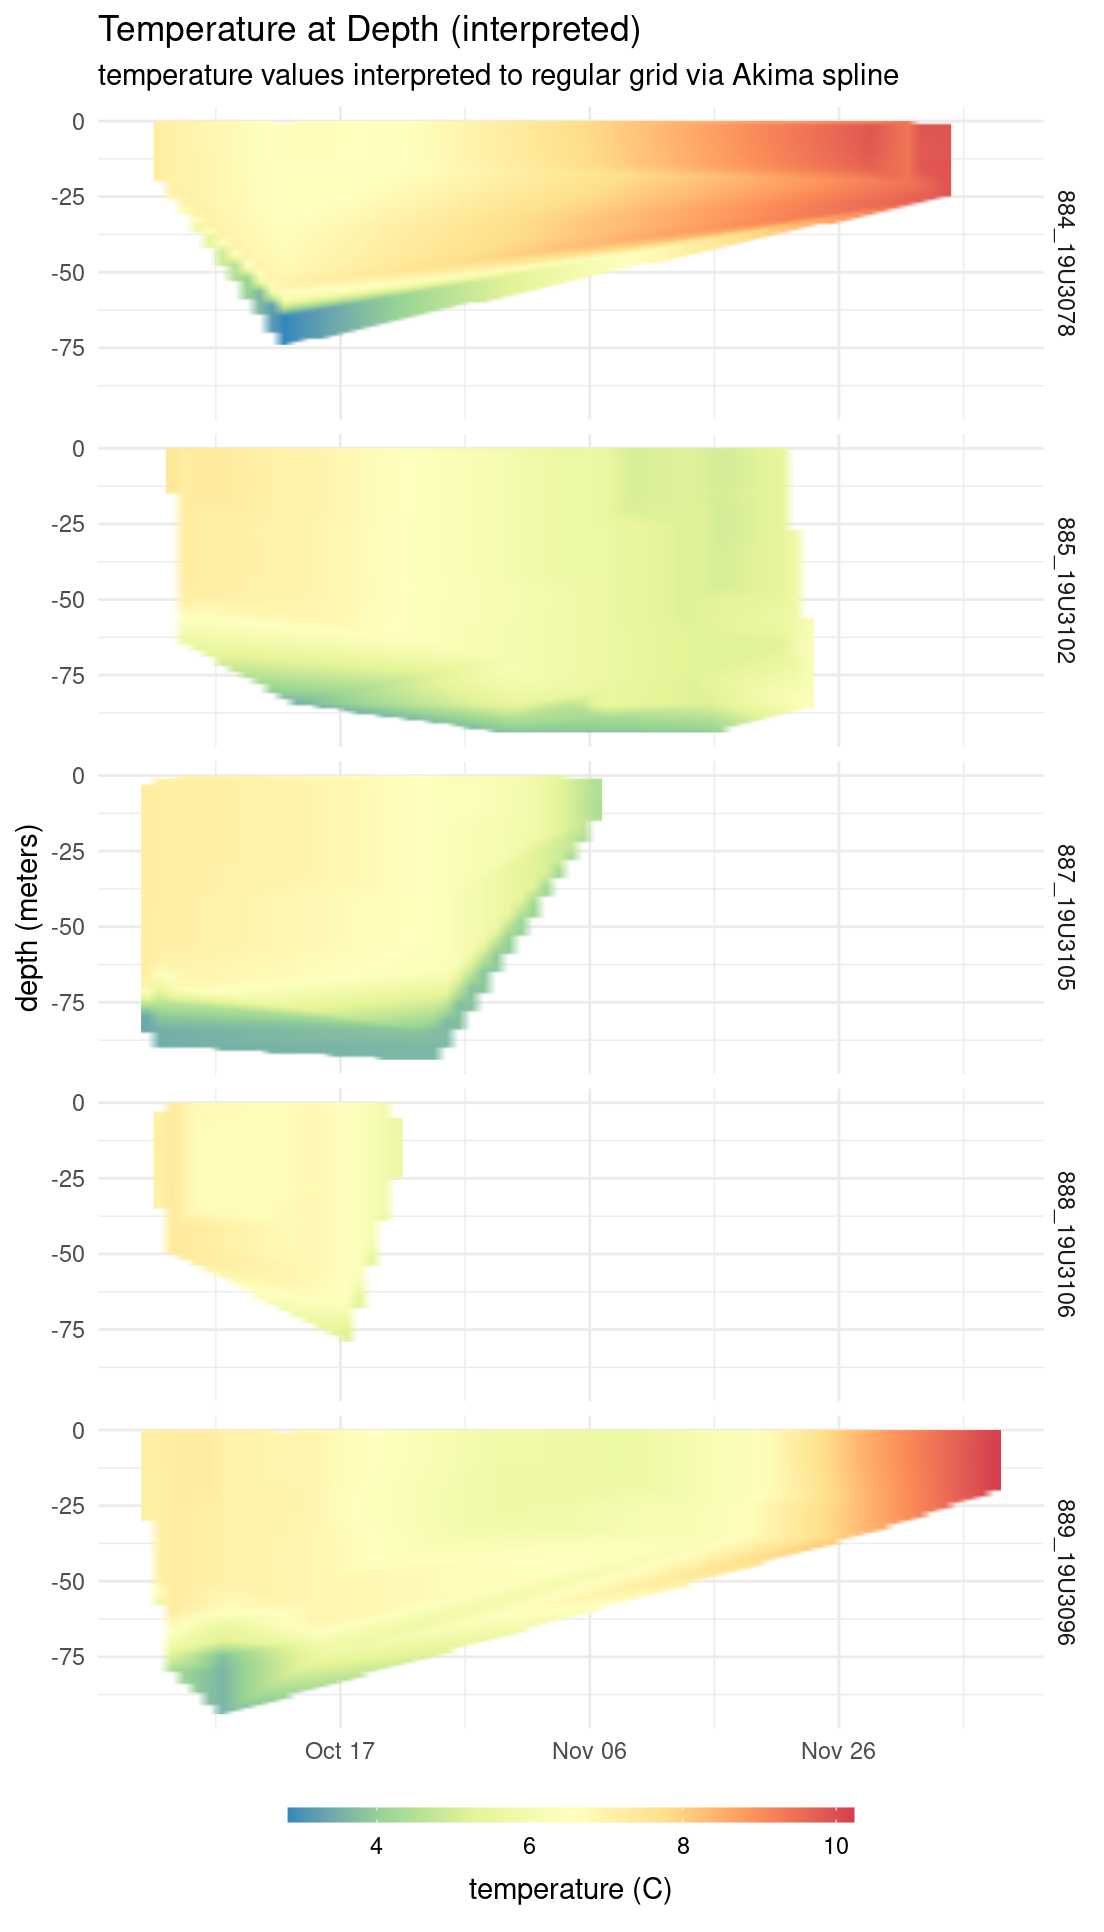 Temperature at Depth (interpreted)
temperature values interpreted to regular grid via Akima spline
0
-25
-50
-75
884_19U3078
0
-25
-50
-75
885_19U3102
depth (meters)
0
-25
-50
-75
887_19U3105
0
-25
-50
-75
888_19U3106
0
-25
-50
-75
889_19U3096
Oct 17 Nov 06 Nov 26
4 6 8 10
temperature (C)